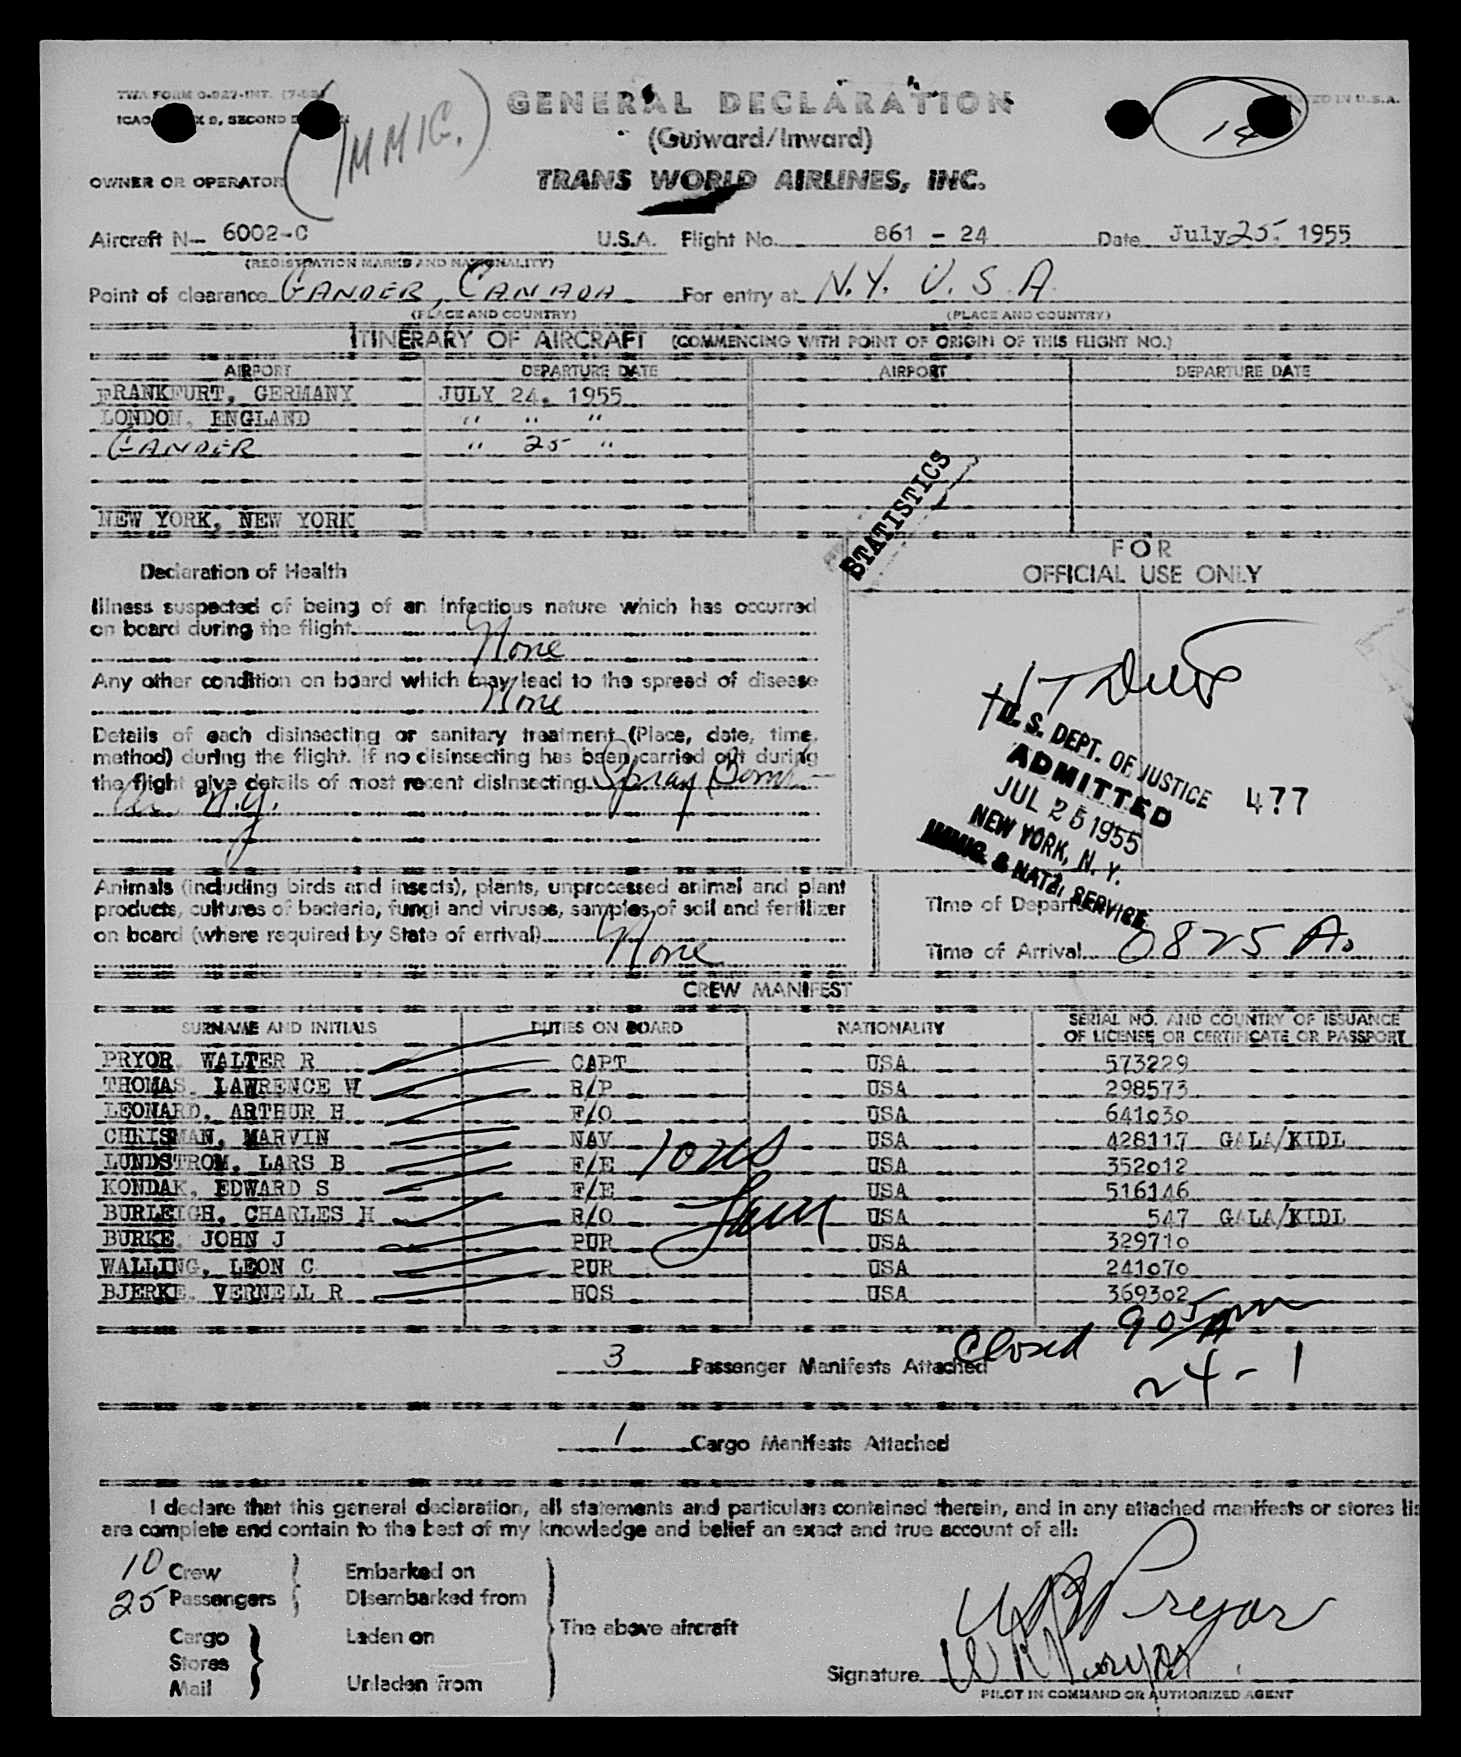 TWA FORM O-927-INT. (7-52)
ICAO X 9, SECOND
(IMMIG.)
GENERAL DECLARATION
(Outward/Inward)
TRANS WORLD AIRLINES, INC.
IN U.S.A.
14
OWNER OR OPERATOR
Aircraft N- 6002-C U.S.A. Flight No. 861 - 24 Date July 25, 1955
(REGISTRATION MARKS AND NATIONALITY)
Point of clearance GANDER, CANADA For entry at N.Y. U.S.A.
(PLACE AND COUNTRY) (PLACE AND COUNTRY)
ITINERARY OF AIRCRAFT (COMMENCING WITH POINT OF ORIGIN OF THIS FLIGHT NO.)
AIRPORT DEPARTURE DATE AIRPORT DEPARTURE DATE
FRANKFURT, GERMANY JULY 24, 1955
LONDON, ENGLAND " " "
GANDER " 25 "
NEW YORK, NEW YORK
STATISTICS
Declaration of Health
Illness suspected of being of an infectious nature which has occurred
on board during the flight
None
Any other condition on board which may lead to the spread of disease
None
Details of each disinsecting or sanitary treatment (Place, date, time,
method) during the flight. If no disinsecting has been carried out during
the flight give details of most recent disinsecting Spray Bomb
N.Y.
FOR
OFFICIAL USE ONLY
U. S. DEPT. OF JUSTICE 477
ADMITTED
JUL 25 1955
NEW YORK, N. Y.
IMMIG. & NATZ. SERVICE
Animals (including birds and insects), plants, unprocessed animal and plant
products, cultures of bacteria, fungi and viruses, samples of soil and fertilizer
on board (where required by State of arrival)
None
Time of Departure
Time of Arrival 0825 A.
CREW MANIFEST
SURNAME AND INITIALS DUTIES ON BOARD NATIONALITY SERIAL NO. AND COUNTRY OF ISSUANCE
OF LICENSE OR CERTIFICATE OR PASSPORT
PRYOR, WALTER R CAPT USA 573229
THOMAS, LAWRENCE W R/P USA 298573
LEONARD, ARTHUR H F/O USA 641030
CHRISMAN, MARVIN NAV USA 428117 GALA/KIDL
LUNDSTROM, LARS B F/E USA 352012
KONDAK, EDWARD S F/E USA 516146
BURLEIGH, CHARLES H R/O USA 547 GALA/KIDL
BURKE, JOHN J PUR USA 329710
WALLING, LEON C PUR USA 241070
BJERKE, VERNELL R HOS USA 369302
10 US
Closed 905 AM
24-1
3 Passenger Manifests Attached
1 Cargo Manifests Attached
I declare that this general declaration, all statements and particulars contained therein, and in any attached manifests or stores lis
are complete and contain to the best of my knowledge and belief an exact and true account of all:
10 Crew Embarked on
25 Passengers Disembarked from
The above aircraft
Cargo Laden on
Stores
Mail Unladen from
W R Pryor
Signature W R Pryor
PILOT IN COMMAND OR AUTHORIZED AGENT